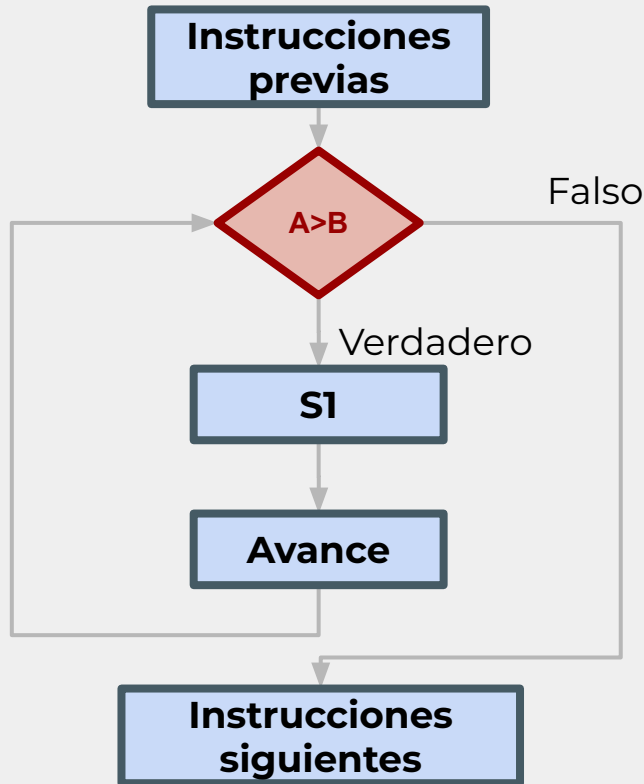 Instrucciones
previas
A>B
Falso
Verdadero
S1
Avance
Instrucciones
siguientes